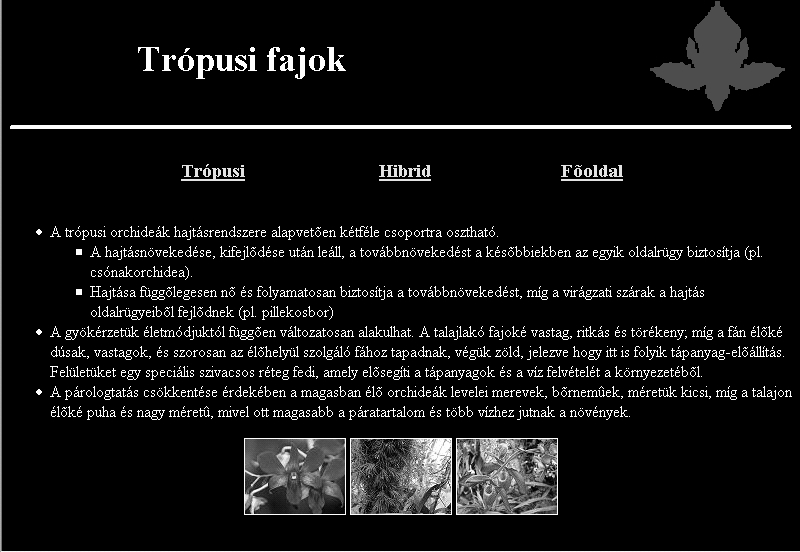 Trópusi fajok
Trópusi Hibrid Fõoldal
A trópusi orchideák hajtásrendszere alapvetõen kétféle csoportra osztható.
A hajtásnövekedése, kifejlõdése után leáll, a továbbnövekedést a késõbbiekben az egyik oldalrügy biztosítja (pl.
csónakorchidea).
Hajtása függõlegesen nõ és folyamatosan biztosítja a továbbnövekedést, míg a virágzati szárak a hajtás
oldalrügyeibõl fejlõdnek (pl. pillekosbor)
A gyökérzetük életmódjuktól függõen változatosan alakulhat. A talajlakó fajoké vastag, ritkás és törékeny; míg a fán élõké
dúsak, vastagok, és szorosan az élõhelyül szolgáló fához tapadnak, végük zöld, jelezve hogy itt is folyik tápanyag-elõállítás.
Felületüket egy speciális szivacsos réteg fedi, amely elõsegíti a tápanyagok és a víz felvételét a környezetébõl.
A párologtatás csökkentése érdekében a magasban élõ orchideák levelei merevek, bõrnemûek, méretük kicsi, míg a talajon
élõké puha és nagy méretû, mivel ott magasabb a páratartalom és több vízhez jutnak a növények.